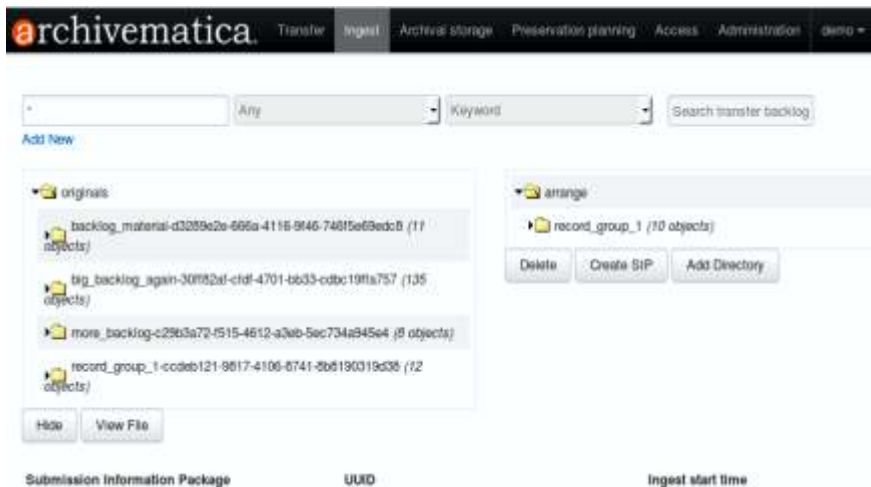 archivematica. Transfer Ingest Archival storage Preservation planning Access Administration demo
* Any Keyword Search transfer backlog
Add New
originals
backlog_material-d3289e2e-666a-4116-9f46-746f5e69edc8 (11
objects)
big_backlog_again-30ff82af-cfdf-4701-bb33-cdbc19ffa757 (135
objects)
more_backlog-c29b3a72-f515-4612-a3eb-5ec734a945e4 (8 objects)
record_group_1-ccdeb121-9817-4106-8741-8b8190319d38 (12
objects)
Hide View File
arrange
record_group_1 (10 objects)
Delete Create SIP Add Directory
Submission Information Package UUID Ingest start time